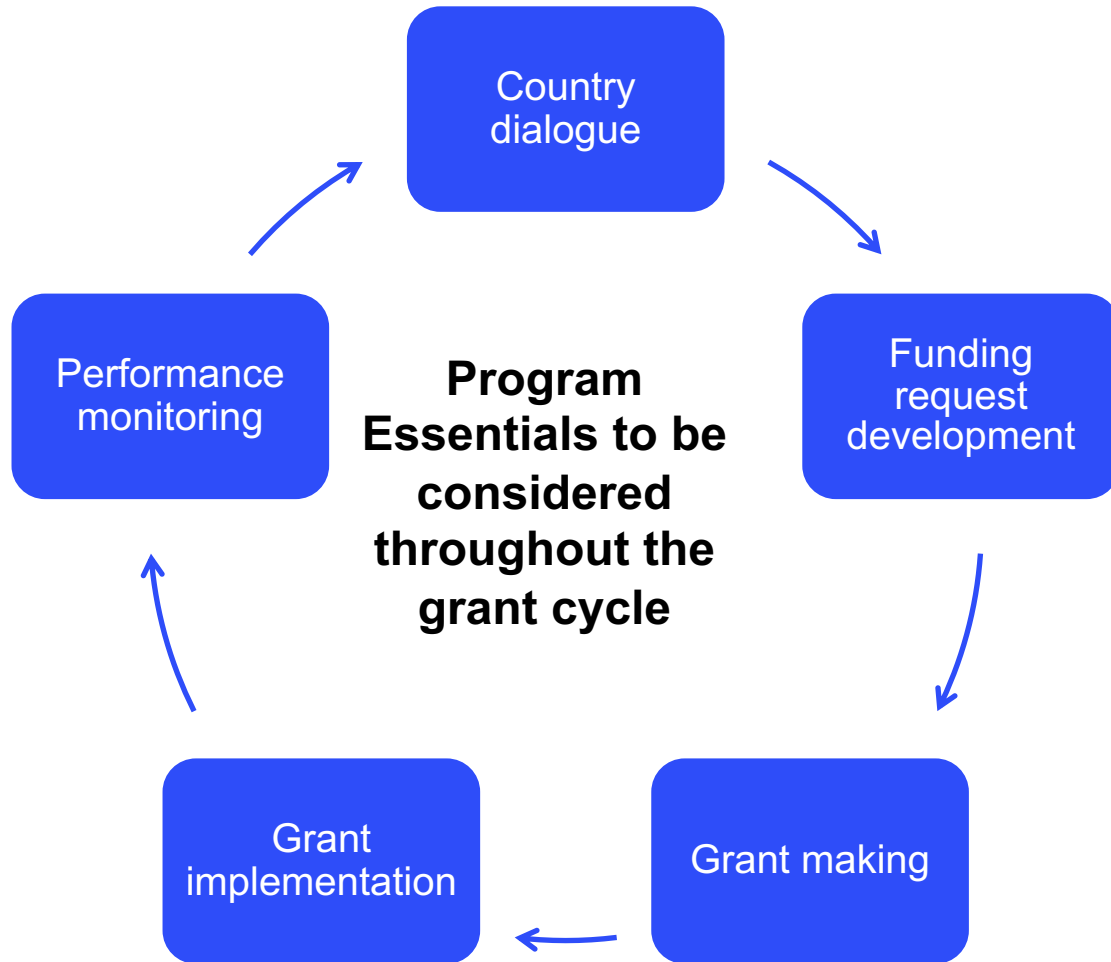 Country
dialogue
Funding
request
development
Grant making
Grant
implementation
Performance
monitoring
Program
Essentials to be
considered
throughout the
grant cycle